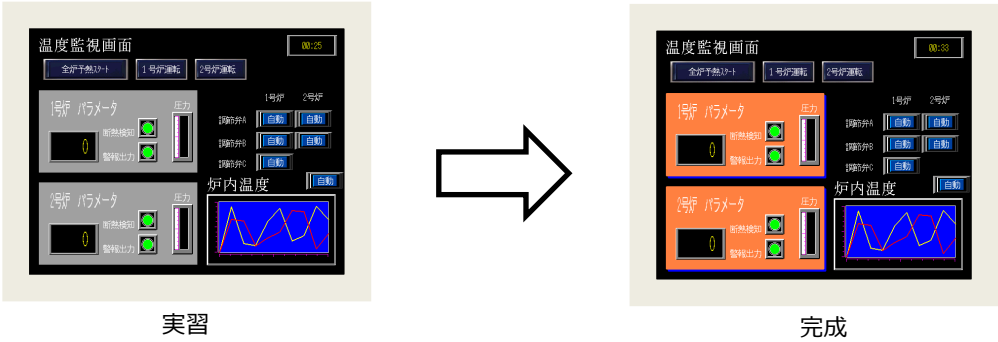 温度監視画面
00:25
全炉予熱スタート
1号炉運転
2号炉運転
1号炉 パラメータ
圧力
0
断熱検知
警報出力
1号炉
2号炉
調節弁A
自動
自動
調節弁B
自動
自動
調節弁C
自動
2号炉 パラメータ
圧力
0
断熱検知
警報出力
炉内温度
自動
実習
温度監視画面
00:33
全炉予熱スタート
1号炉運転
2号炉運転
1号炉 パラメータ
圧力
0
断熱検知
警報出力
1号炉
2号炉
調節弁A
自動
自動
調節弁B
自動
自動
調節弁C
自動
2号炉 パラメータ
圧力
0
断熱検知
警報出力
炉内温度
自動
完成